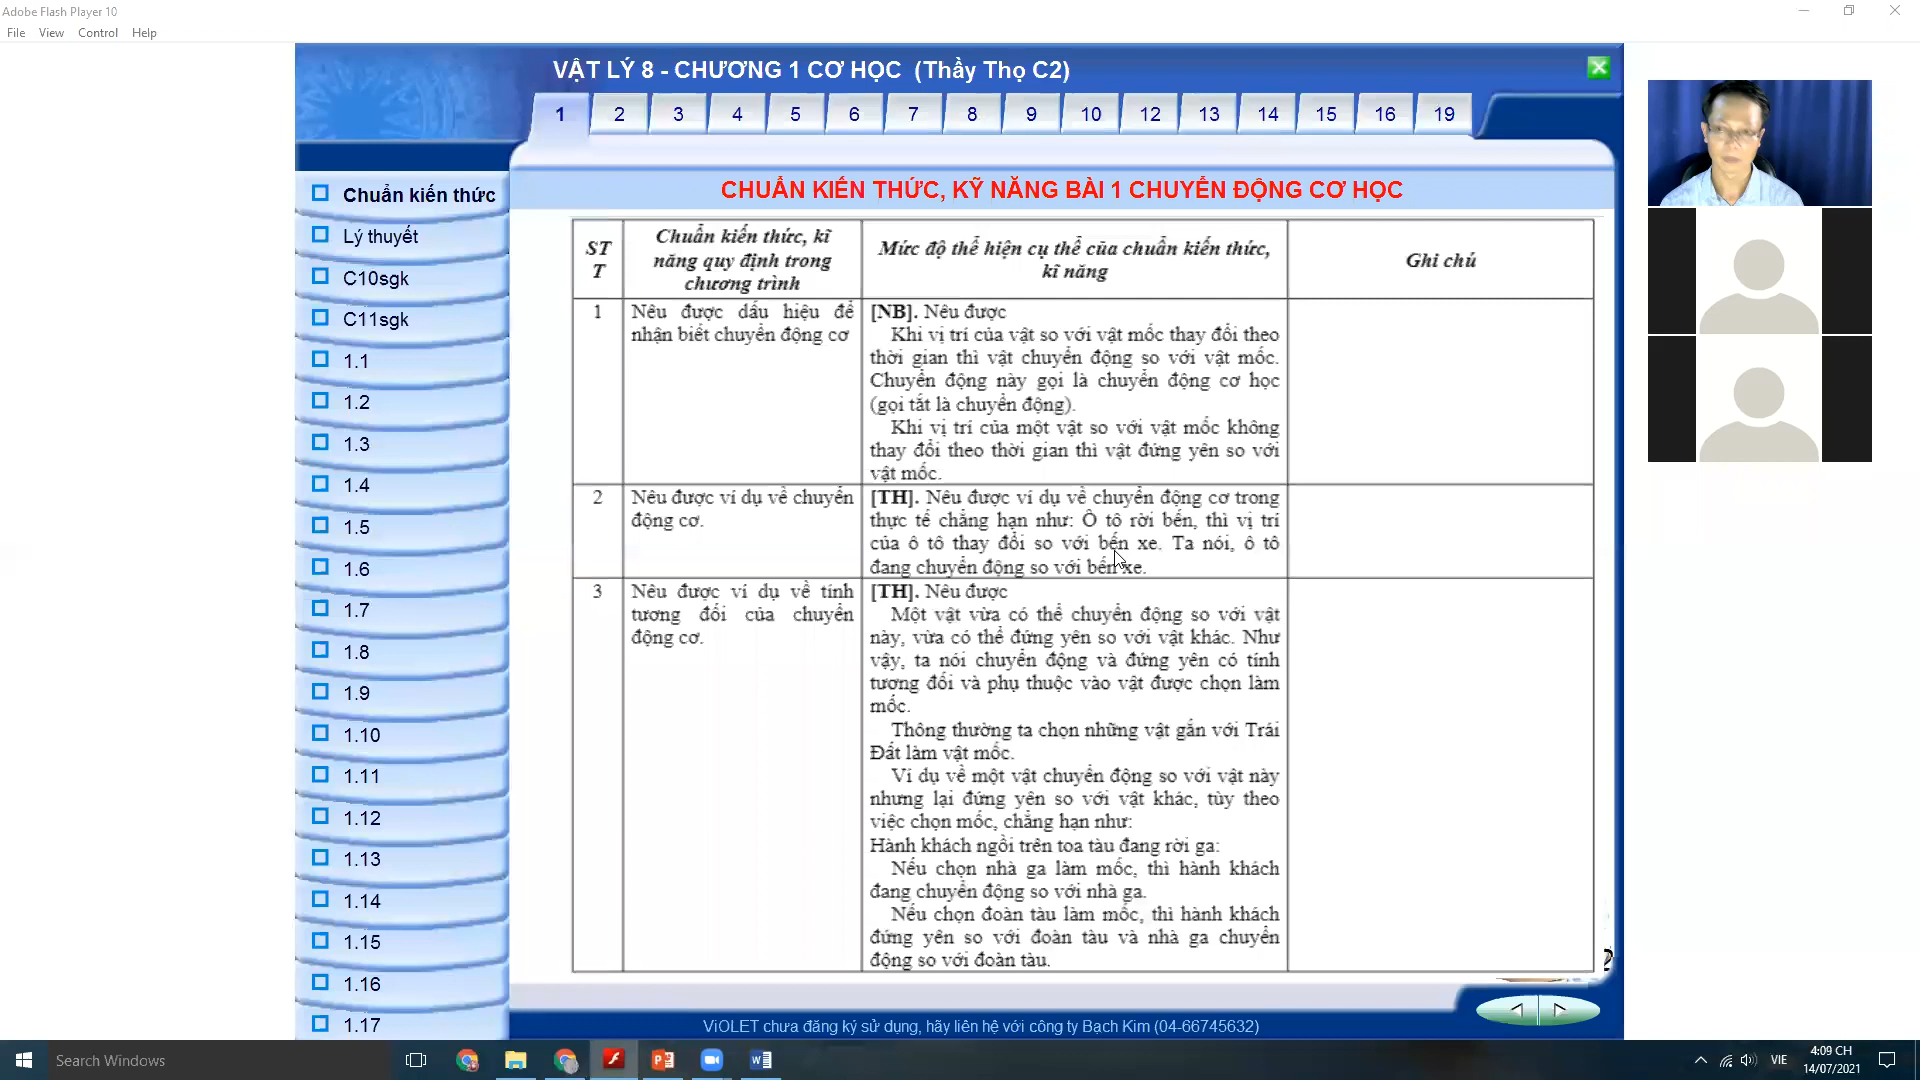 Adobe Flash Player 10
File View Control Help
VẬT LÝ 8 - CHƯƠNG 1 CƠ HỌC (Thầy Thọ C2)
1 2 3 4 5 6 7 8 9 10 12 13 14 15 16 19
Chuẩn kiến thức
Lý thuyết
C10sgk
C11sgk
1.1
1.2
1.3
1.4
1.5
1.6
1.7
1.8
1.9
1.10
1.11
1.12
1.13
1.14
1.15
1.16
1.17
CHUẨN KIẾN THỨC, KỸ NĂNG BÀI 1 CHUYỂN ĐỘNG CƠ HỌC
ST
T
Chuẩn kiến thức, kĩ
năng quy định trong
chương trình
Mức độ thể hiện cụ thể của chuẩn kiến thức,
kĩ năng
Ghi chú
1
Nêu được dấu hiệu để
nhận biết chuyển động cơ
[NB]. Nêu được
Khi vị trí của vật so với vật mốc thay đổi theo
thời gian thì vật chuyển động so với vật mốc.
Chuyển động này gọi là chuyển động cơ học
(gọi tắt là chuyển động).
Khi vị trí của một vật so với vật mốc không
thay đổi theo thời gian thì vật đứng yên so với
vật mốc.
2
Nêu được ví dụ về chuyển
động cơ.
[TH]. Nêu được ví dụ về chuyển động cơ trong
thực tế chẳng hạn như: Ô tô rời bến, thì vị trí
của ô tô thay đổi so với bến xe. Ta nói, ô tô
đang chuyển động so với bến xe.
3
Nêu được ví dụ về tính
tương đối của chuyển
động cơ.
[TH]. Nêu được
Một vật vừa có thể chuyển động so với vật
này, vừa có thể đứng yên so với vật khác. Như
vậy, ta nói chuyển động và đứng yên có tính
tương đối và phụ thuộc vào vật được chọn làm
mốc.
Thông thường ta chọn những vật gắn với Trái
Đất làm vật mốc.
Ví dụ về một vật chuyển động so với vật này
nhưng lại đứng yên so với vật khác, tùy theo
việc chọn mốc, chẳng hạn như:
Hành khách ngồi trên toa tàu đang rời ga:
Nếu chọn nhà ga làm mốc, thì hành khách
đang chuyển động so với nhà ga.
Nếu chọn đoàn tàu làm mốc, thì hành khách
đứng yên so với đoàn tàu và nhà ga chuyển
động so với đoàn tàu.
ViOLET chưa đăng ký sử dụng, hãy liên hệ với công ty Bạch Kim (04-66745632)
Search Windows
VIE
4:09 CH
14/07/2021